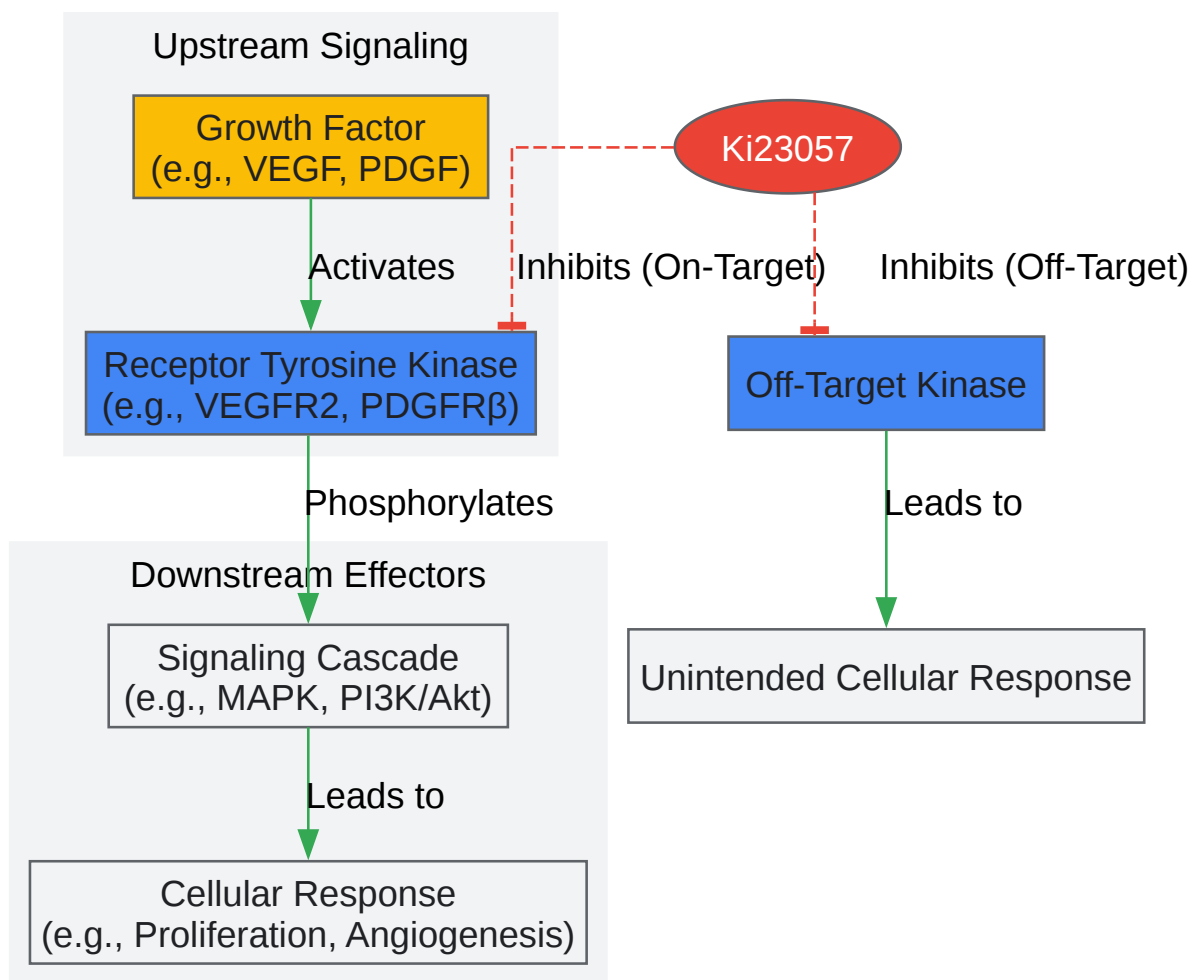 Upstream Signaling
Growth Factor
(e.g., VEGF, PDGF)
Ki23057
Activates
Inhibits (On-Target)
Inhibits (Off-Target)
Receptor Tyrosine Kinase
(e.g., VEGFR2, PDGFRβ)
Off-Target Kinase
Phosphorylates
Leads to
Downstream Effectors
Signaling Cascade
(e.g., MAPK, PI3K/Akt)
Unintended Cellular Response
Leads to
Cellular Response
(e.g., Proliferation, Angiogenesis)